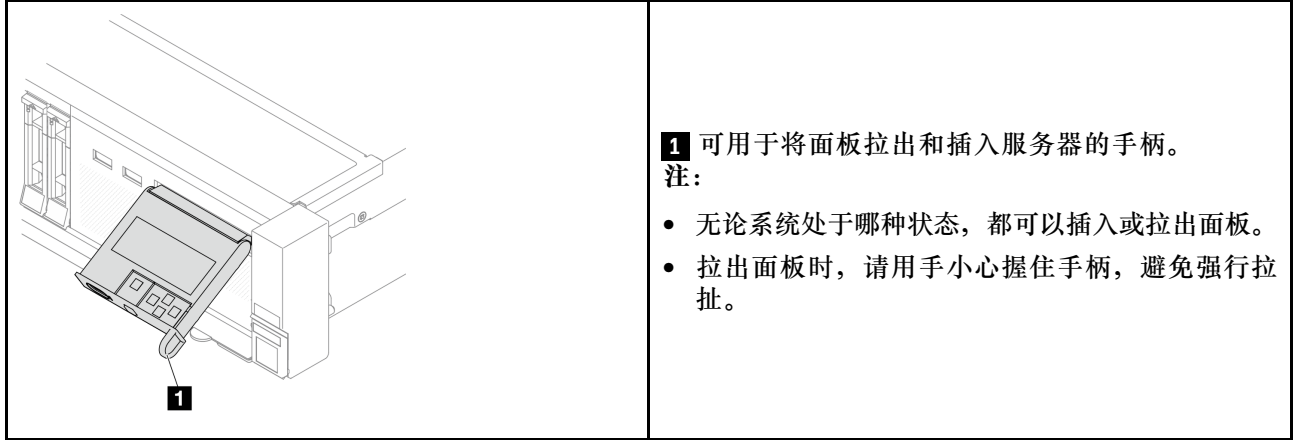 1
1 可用于将面板拉出和插入服务器的手柄。
注：
• 无论系统处于哪种状态，都可以插入或拉出面板。
• 拉出面板时，请用手小心握住手柄，避免强行拉
扯。